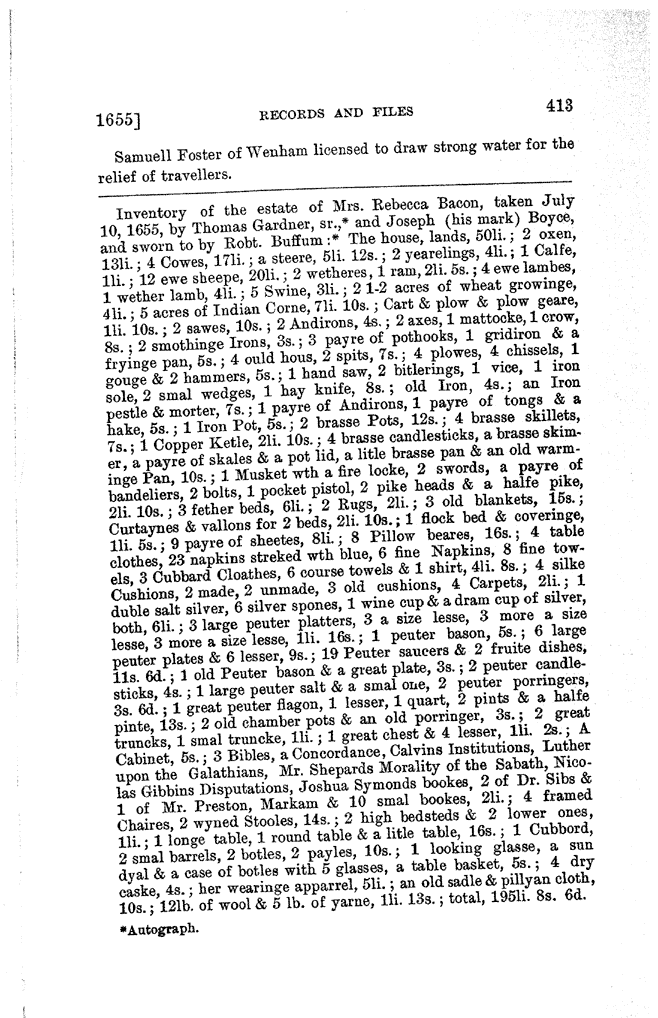 1655]
RECORDS AND FILES
413
Samuell Foster of Wenham licensed to draw strong water for the
relief of travellers.
Inventory of the estate of Mrs. Rebecca Bacon, taken July
10, 1655, by Thomas Gardner, sr.,* and Joseph (his mark) Boyce,
and sworn to by Robt. Buffum:* The house, lands, 50li.; 2 oxen,
13li.; 4 Cowes, 17li.; a steere, 5li. 12s.; 2 yearelings, 4li.; 1 Calfe,
1li.; 12 ewe sheepe, 20li.; 2 wetheres, 1 ram, 2li. 5s.; 4 ewe lambes,
1 wether lamb, 4li.; 5 Swine, 3li.; 2 1-2 acres of wheat growinge,
4li.; 5 acres of Indian Corne, 7li. 10s.; Cart & plow & plow geare,
1li. 10s.; 2 sawes, 10s.; 2 Andirons, 4s.; 2 axes, 1 mattocke, 1 crow,
8s.; 2 smothinge Irons, 3s.; 3 payre of pothooks, 1 gridiron & a
fryinge pan, 5s.; 4 ould hous, 2 spits, 7s.; 4 plowes, 4 chissels, 1
gouge & 2 hammers, 5s.; 1 hand saw, 2 bitlerings, 1 vice, 1 iron
sole, 2 smal wedges, 1 hay knife, 8s.; old Iron, 4s.; an Iron
pestle & morter, 7s.; 1 payre of Andirons, 1 payre of tongs & a
hake, 5s.; 1 Iron Pot, 5s.; 2 brasse Pots, 12s.; 4 brasse skillets,
7s.; 1 Copper Ketle, 2li. 10s.; 4 brasse candlesticks, a brasse skim-
er, a payre of skales & a pot lid, a litle brasse pan & an old warm-
inge Pan, 10s.; 1 Musket wth a fire locke, 2 swords, a payre of
bandeliers, 2 bolts, 1 pocket pistol, 2 pike heads & a halfe pike,
2li. 10s.; 3 fether beds, 6li.; 2 Rugs, 2li.; 3 old blankets, 15s.;
Curtaynes & vallons for 2 beds, 2li. 10s.; 1 flock bed & coveringe,
1li. 5s.; 9 payre of sheetes, 8li.; 8 Pillow beares, 16s.; 4 table
clothes, 23 napkins streked wth blue, 6 fine Napkins, 8 fine tow-
els, 3 Cubbard Cloathes, 6 course towels & 1 shirt, 4li. 8s.; 4 silke
Cushions, 2 made, 2 unmade, 3 old cushions, 4 Carpets, 2li.; 1
duble salt silver, 6 silver spones, 1 wine cup & a dram cup of silver,
both, 6li.; 3 large peuter platters, 3 a size lesse, 3 more a size
lesse, 3 more a size lesse, 1li. 16s.; 1 peuter bason, 5s.; 6 large
peuter plates & 6 lesser, 9s.; 19 Peuter saucers & 2 fruite dishes,
11s. 6d.; 1 old Peuter bason & a great plate, 3s.; 2 peuter candle-
sticks, 4s.; 1 large peuter salt & a smal one, 2 peuter porringers,
3s. 6d.; 1 great peuter flagon, 1 lesser, 1 quart, 2 pints & a halfe
pinte, 13s.; 2 old chamber pots & an old porringer, 3s.; 2 great
truncks, 1 smal truncke, 1li.; 1 great chest & 4 lesser, 1li. 2s.; A
Cabinet, 5s.; 3 Bibles, a Concordance, Calvins Institutions, Luther
upon the Galathians, Mr. Shepards Morality of the Sabath, Nico-
las Gibbins Disputations, Joshua Symonds bookes, 2 of Dr. Sibs &
1 of Mr. Preston, Markam & 10 smal bookes, 2li.; 4 framed
Chaires, 2 wyned Stooles, 14s.; 2 high bedsteds & 2 lower ones,
1li.; 1 longe table, 1 round table & a litle table, 16s.; 1 Cubbord,
2 smal barrels, 2 botles, 2 payles, 10s.; 1 looking glasse, a sun
dyal & a case of botles with 5 glasses, a table basket, 5s.; 4 dry
caske, 4s.; her wearinge apparrel, 5li.; an old sadle & pillyan cloth,
10s.; 12lb. of wool & 5 lb. of yarne, 1li. 13s.; total, 195li. 8s. 6d.
*Autograph.